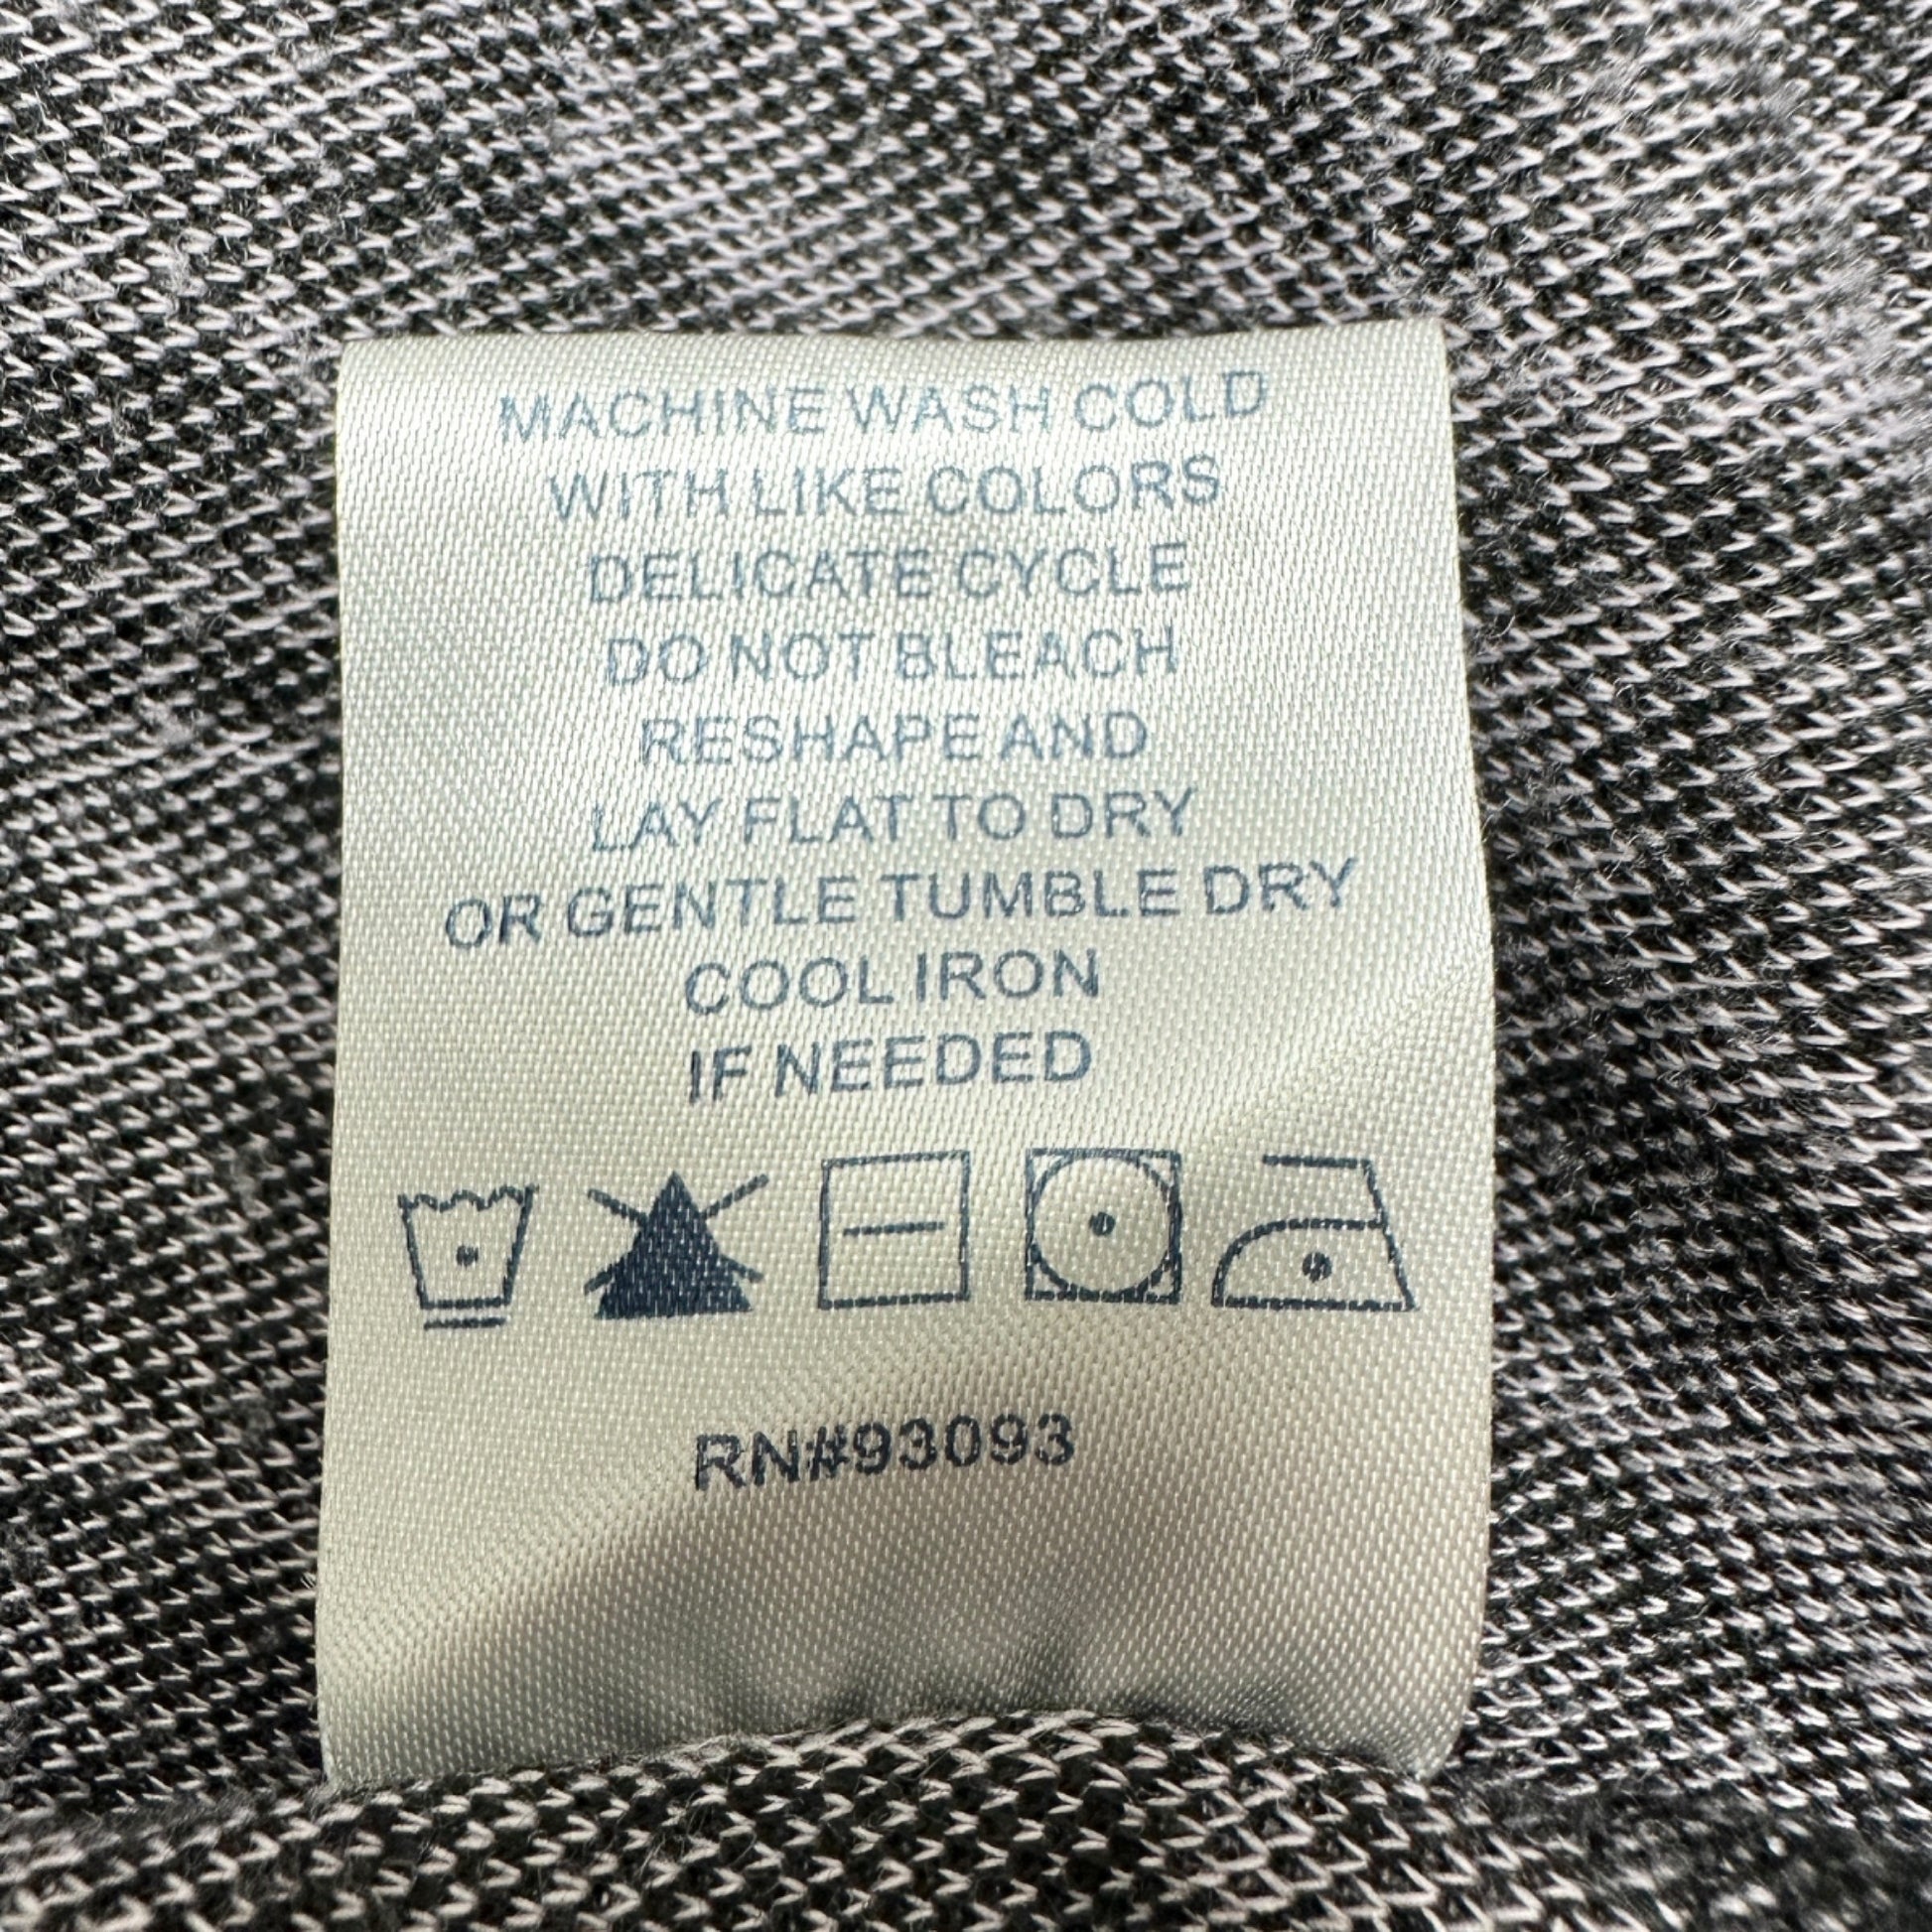 MACHINE WASH COLD
WITH LIKE COLORS
DELICATE CYCLE
DO NOT BLEACH
RESHAPE AND
LAY FLAT TO DRY
OR GENTLE TUMBLE DRY
COOL IRON
IF NEEDED
RN#93093